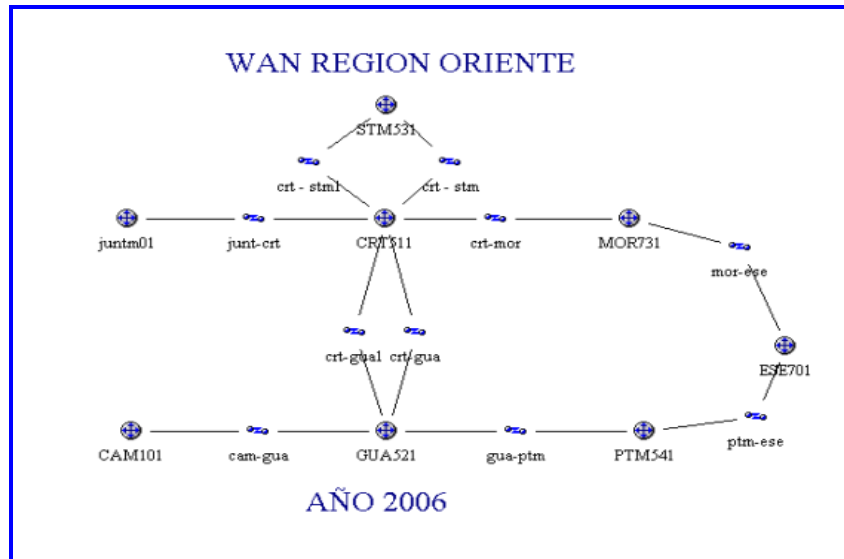 WAN REGION ORIENTE
STM531
crt - stm1
crt - stm
juntm01
junt-crt
CRT511
crt-mor
MOR731
mor-ese
crt-gua1
crt-gua
ESE701
CAM101
cam-gua
GUA521
gua-ptm
PTM541
ptm-ese
AÑO 2006